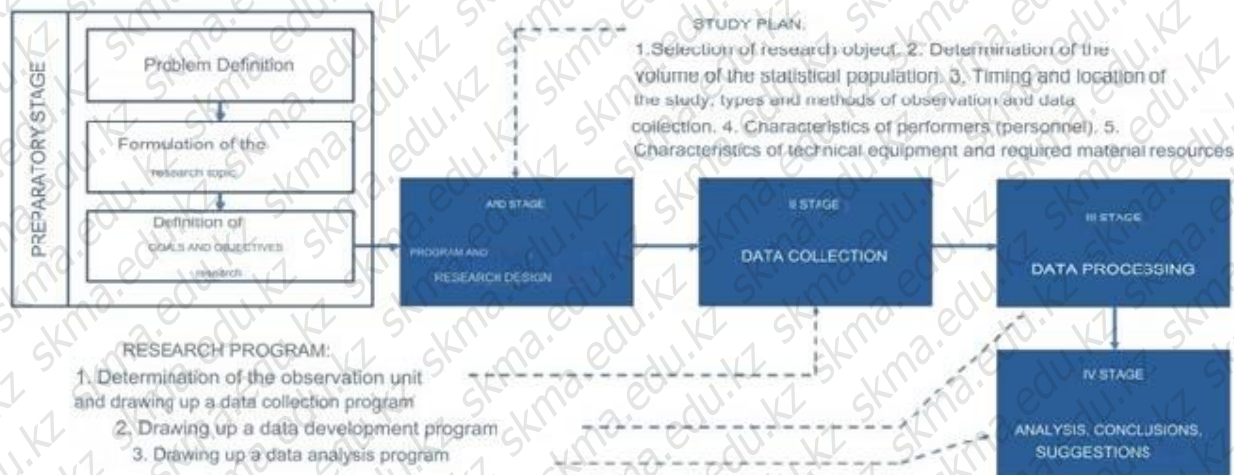 PREPARATORY STAGE
Problem Definition
Formulation of the
research topic
Definition of
GOALS AND OBJECTIVES
research
STUDY PLAN.
1.Selection of research object. 2. Determination of the
volume of the statistical population. 3. Timing and location of
the study, types and methods of observation and data
collection. 4. Characteristics of performers (personnel). 5.
Characteristics of technical equipment and required material resources
ARD STAGE
PROGRAM AND
RESEARCH DESIGN
II STAGE
DATA COLLECTION
III STAGE
DATA PROCESSING
IV STAGE
ANALYSIS, CONCLUSIONS,
SUGGESTIONS
RESEARCH PROGRAM:
1. Determination of the observation unit
and drawing up a data collection program
2. Drawing up a data development program
3. Drawing up a data analysis program
skma.edu.kz